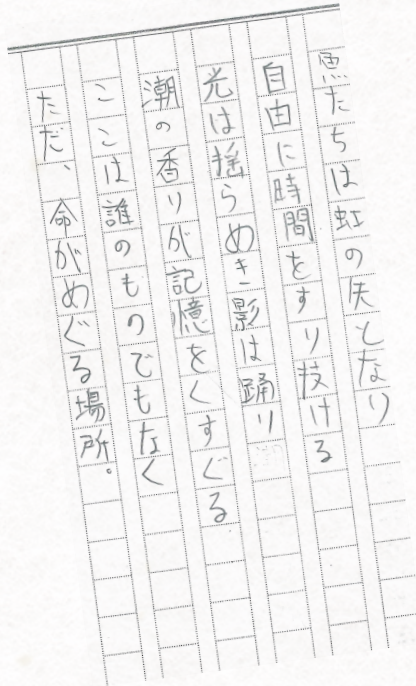 魚たちは虹の矢となり
自由に時間をすり抜ける
光は揺らめき影は踊り
潮の香りが記憶をくすぐる
ここは誰のものでもなく
ただ、命がめぐる場所。